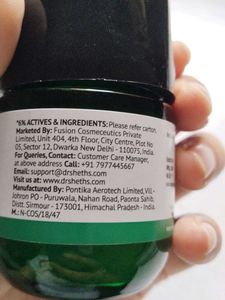 *6% ACTIVES & INGREDIENTS: Please refer carton.
Marketed By: Fusion Cosmeceutics Private
Limited, Unit 404, 4th Floor, City Centre, Plot No
05, Sector 12, Dwarka New Delhi - 110075, India.
For Queries, Contact: Customer Care Manager,
at above address Call: +91 7977445667
Email: support@drsheths.com
Visit us at: www.drsheths.com
Manufactured By: Pontika Aerotech Limited, Vill -
Johron PO - Puruwala, Nahan Road, Paonta Sahib,
Distt. Sirmour - 173001, Himachal Pradesh - India.
M.: N-COS/18/47